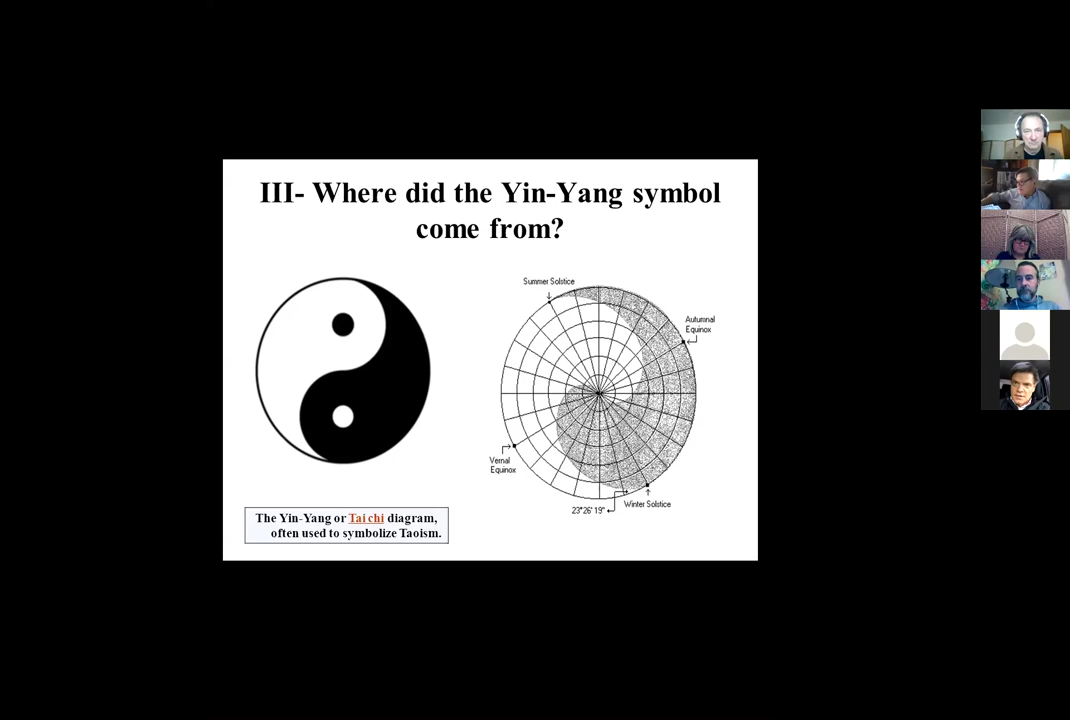 III- Where did the Yin-Yang symbol
come from?
Summer Solstice
Autumnal
Equinox
Vernal
Equinox
Winter Solstice
23° 26' 19"
The Yin-Yang or Tai chi diagram,
often used to symbolize Taoism.